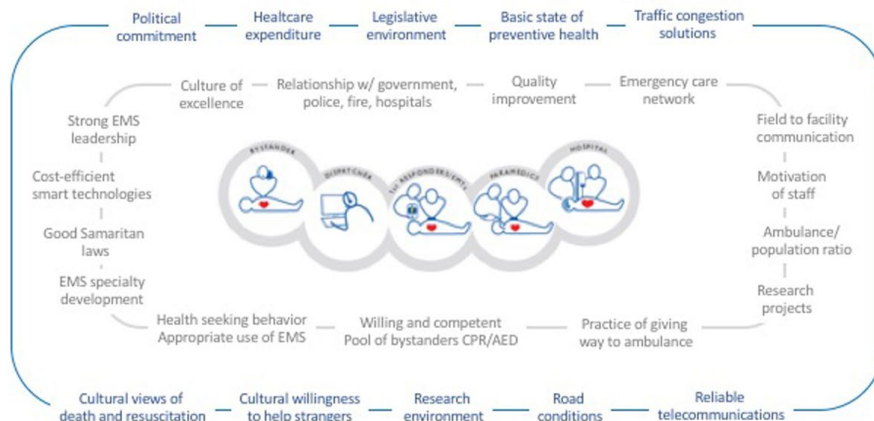 Political
commitment
Healtcare
expenditure
Legislative
environment
Basic state of
preventive health
Traffic congestion
solutions
Culture of
excellence
Relationship w/ government,
police, fire, hospitals
Quality
improvement
Emergency care
network
Strong EMS
leadership
Field to facility
communication
Cost-efficient
smart technologies
Motivation
of staff
Good Samaritan
laws
Ambulance/
population ratio
EMS specialty
development
Research
projects
BYSTANDER
DISPATCHER
1st RESPONDERS/EMTs
PARAMEDICS
HOSPITAL
Health seeking behavior
Appropriate use of EMS
Willing and competent
Pool of bystanders CPR/AED
Practice of giving
way to ambulance
Cultural views of
death and resuscitation
Cultural willingness
to help strangers
Research
environment
Road
conditions
Reliable
telecommunications